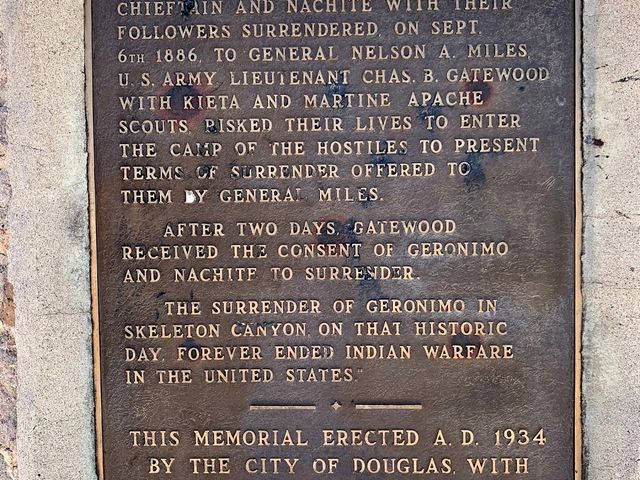 CHIEFTAIN AND NACHITE WITH THEIR
FOLLOWERS SURRENDERED, ON SEPT.
6TH 1886, TO GENERAL NELSON A. MILES,
U. S. ARMY. LIEUTENANT CHAS. B. GATEWOOD
WITH KIETA AND MARTINE APACHE
SCOUTS, RISKED THEIR LIVES TO ENTER
THE CAMP OF THE HOSTILES TO PRESENT
TERMS OF SURRENDER OFFERED TO
THEM BY GENERAL MILES.
AFTER TWO DAYS, GATEWOOD
RECEIVED THE CONSENT OF GERONIMO
AND NACHITE TO SURRENDER.
THE SURRENDER OF GERONIMO IN
SKELETON CANYON, ON THAT HISTORIC
DAY, FOREVER ENDED INDIAN WARFARE
IN THE UNITED STATES."
THIS MEMORIAL ERECTED A. D. 1934
BY THE CITY OF DOUGLAS, WITH